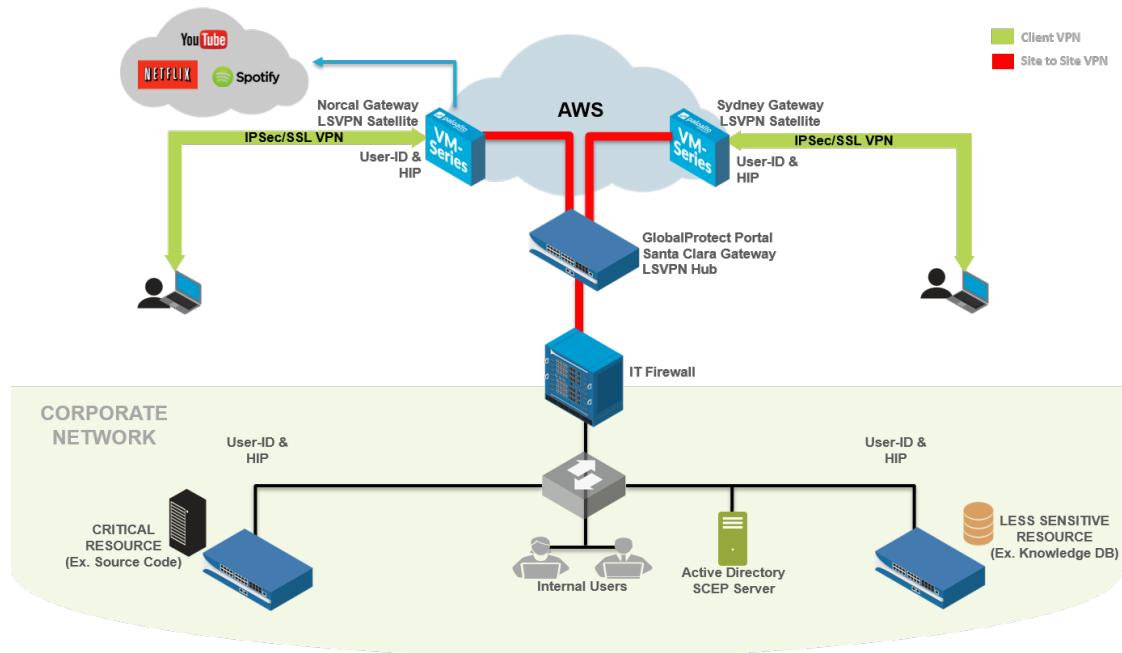 YouTube
NETFLIX
Spotify
AWS
Client VPN
Site to Site VPN
Norcal Gateway
LSVPN Satellite
Sydney Gateway
LSVPN Satellite
IPSec/SSL VPN
paloalto
VM-
Series
paloalto
VM-
Series
IPSec/SSL VPN
User-ID &
HIP
User-ID &
HIP
GlobalProtect Portal
Santa Clara Gateway
LSVPN Hub
IT Firewall
CORPORATE
NETWORK
User-ID &
HIP
User-ID &
HIP
CRITICAL
RESOURCE
(Ex. Source Code)
Internal Users
Active Directory
SCEP Server
LESS SENSITIVE
RESOURCE
(Ex. Knowledge DB)